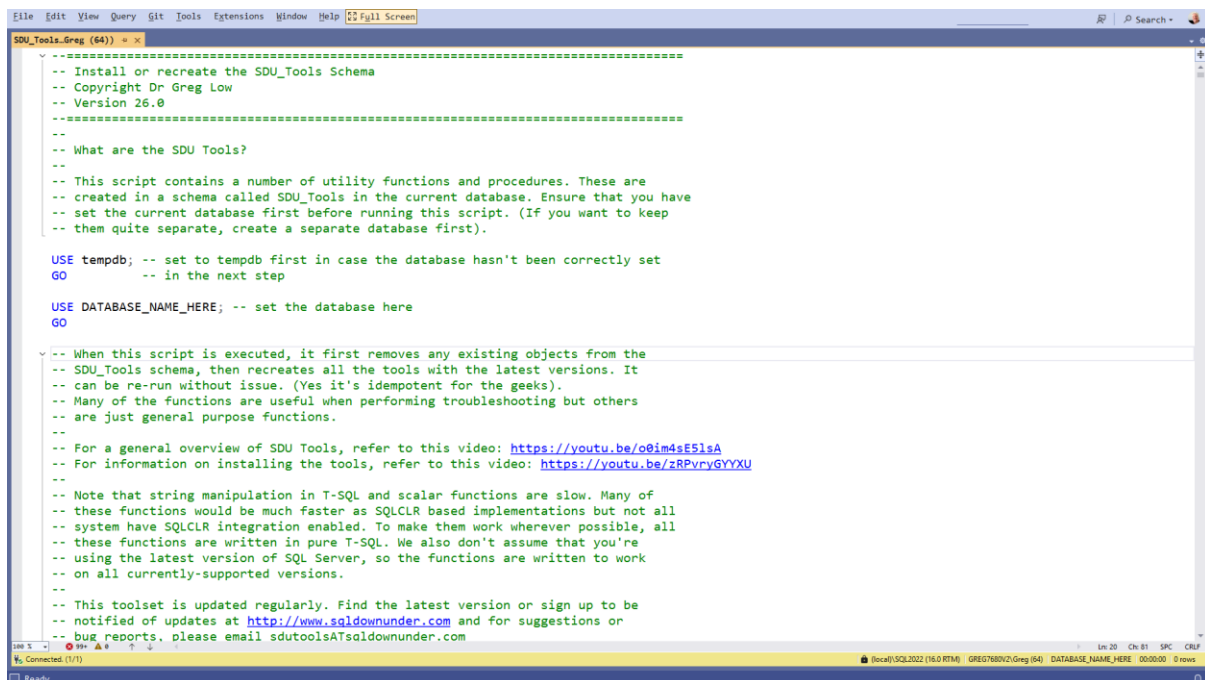 File Edit View Query Git Tools Extensions Window Help Full Screen
Search
SDU_Tools...Greg (64))
--==================================================================================
-- Install or recreate the SDU_Tools Schema
-- Copyright Dr Greg Low
-- Version 26.0
--==================================================================================
--
-- What are the SDU Tools?
--
-- This script contains a number of utility functions and procedures. These are
-- created in a schema called SDU_Tools in the current database. Ensure that you have
-- set the current database first before running this script. (If you want to keep
-- them quite separate, create a separate database first).
USE tempdb; -- set to tempdb first in case the database hasn't been correctly set
GO -- in the next step
USE DATABASE_NAME_HERE; -- set the database here
GO
-- When this script is executed, it first removes any existing objects from the
-- SDU_Tools schema, then recreates all the tools with the latest versions. It
-- can be re-run without issue. (Yes it's idempotent for the geeks).
-- Many of the functions are useful when performing troubleshooting but others
-- are just general purpose functions.
--
-- For a general overview of SDU Tools, refer to this video: https://youtu.be/o0im4sE5lsA
-- For information on installing the tools, refer to this video: https://youtu.be/zRPvryGYYXU
--
-- Note that string manipulation in T-SQL and scalar functions are slow. Many of
-- these functions would be much faster as SQLCLR based implementations but not all
-- system have SQLCLR integration enabled. To make them work wherever possible, all
-- these functions are written in pure T-SQL. We also don't assume that you're
-- using the latest version of SQL Server, so the functions are written to work
-- on all currently-supported versions.
--
-- This toolset is updated regularly. Find the latest version or sign up to be
-- notified of updates at http://www.sqldownunder.com and for suggestions or
-- bug reports, please email sdutoolsATsqldownunder.com
100 % 99+ 0 Ln: 20 Ch: 81 SPC CRLF
Connected. (1/1) (local)\SQL2022 (16.0 RTM) GREG7680V2\Greg (64) DATABASE_NAME_HERE 00:00:00 0 rows
Ready